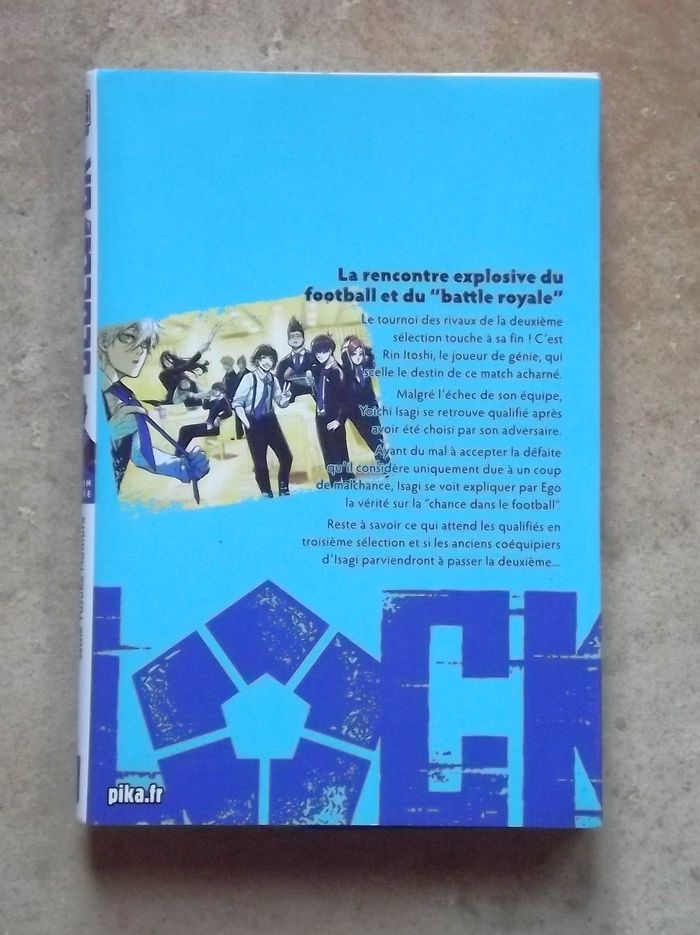 La rencontre explosive du
football et du "battle royale"
Le tournoi des rivaux de la deuxième
sélection touche à sa fin ! C'est
Rin Itoshi, le joueur de génie, qui
scelle le destin de ce match acharné.
Malgré l'échec de son équipe,
Yoichi Isagi se retrouve qualifié après
avoir été choisi par son adversaire.
Ayant du mal à accepter la défaite
qu'il considère uniquement due à un coup
de malchance, Isagi se voit expliquer par Ego
la vérité sur la "chance dans le football".
Reste à savoir ce qui attend les qualifiés en
troisième sélection et si les anciens coéquipiers
d'Isagi parviendront à passer la deuxième...
LOCK
pika.fr